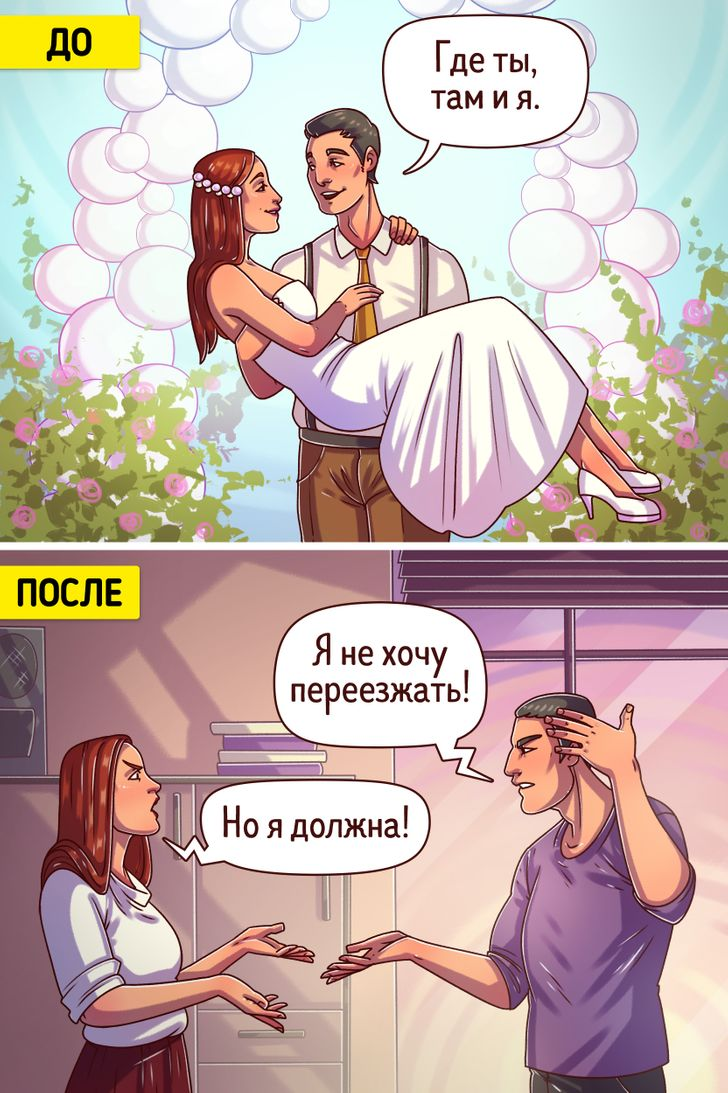 ДО
Где ты,
там и я.
ПОСЛЕ
Я не хочу
переезжать!
Но я должна!